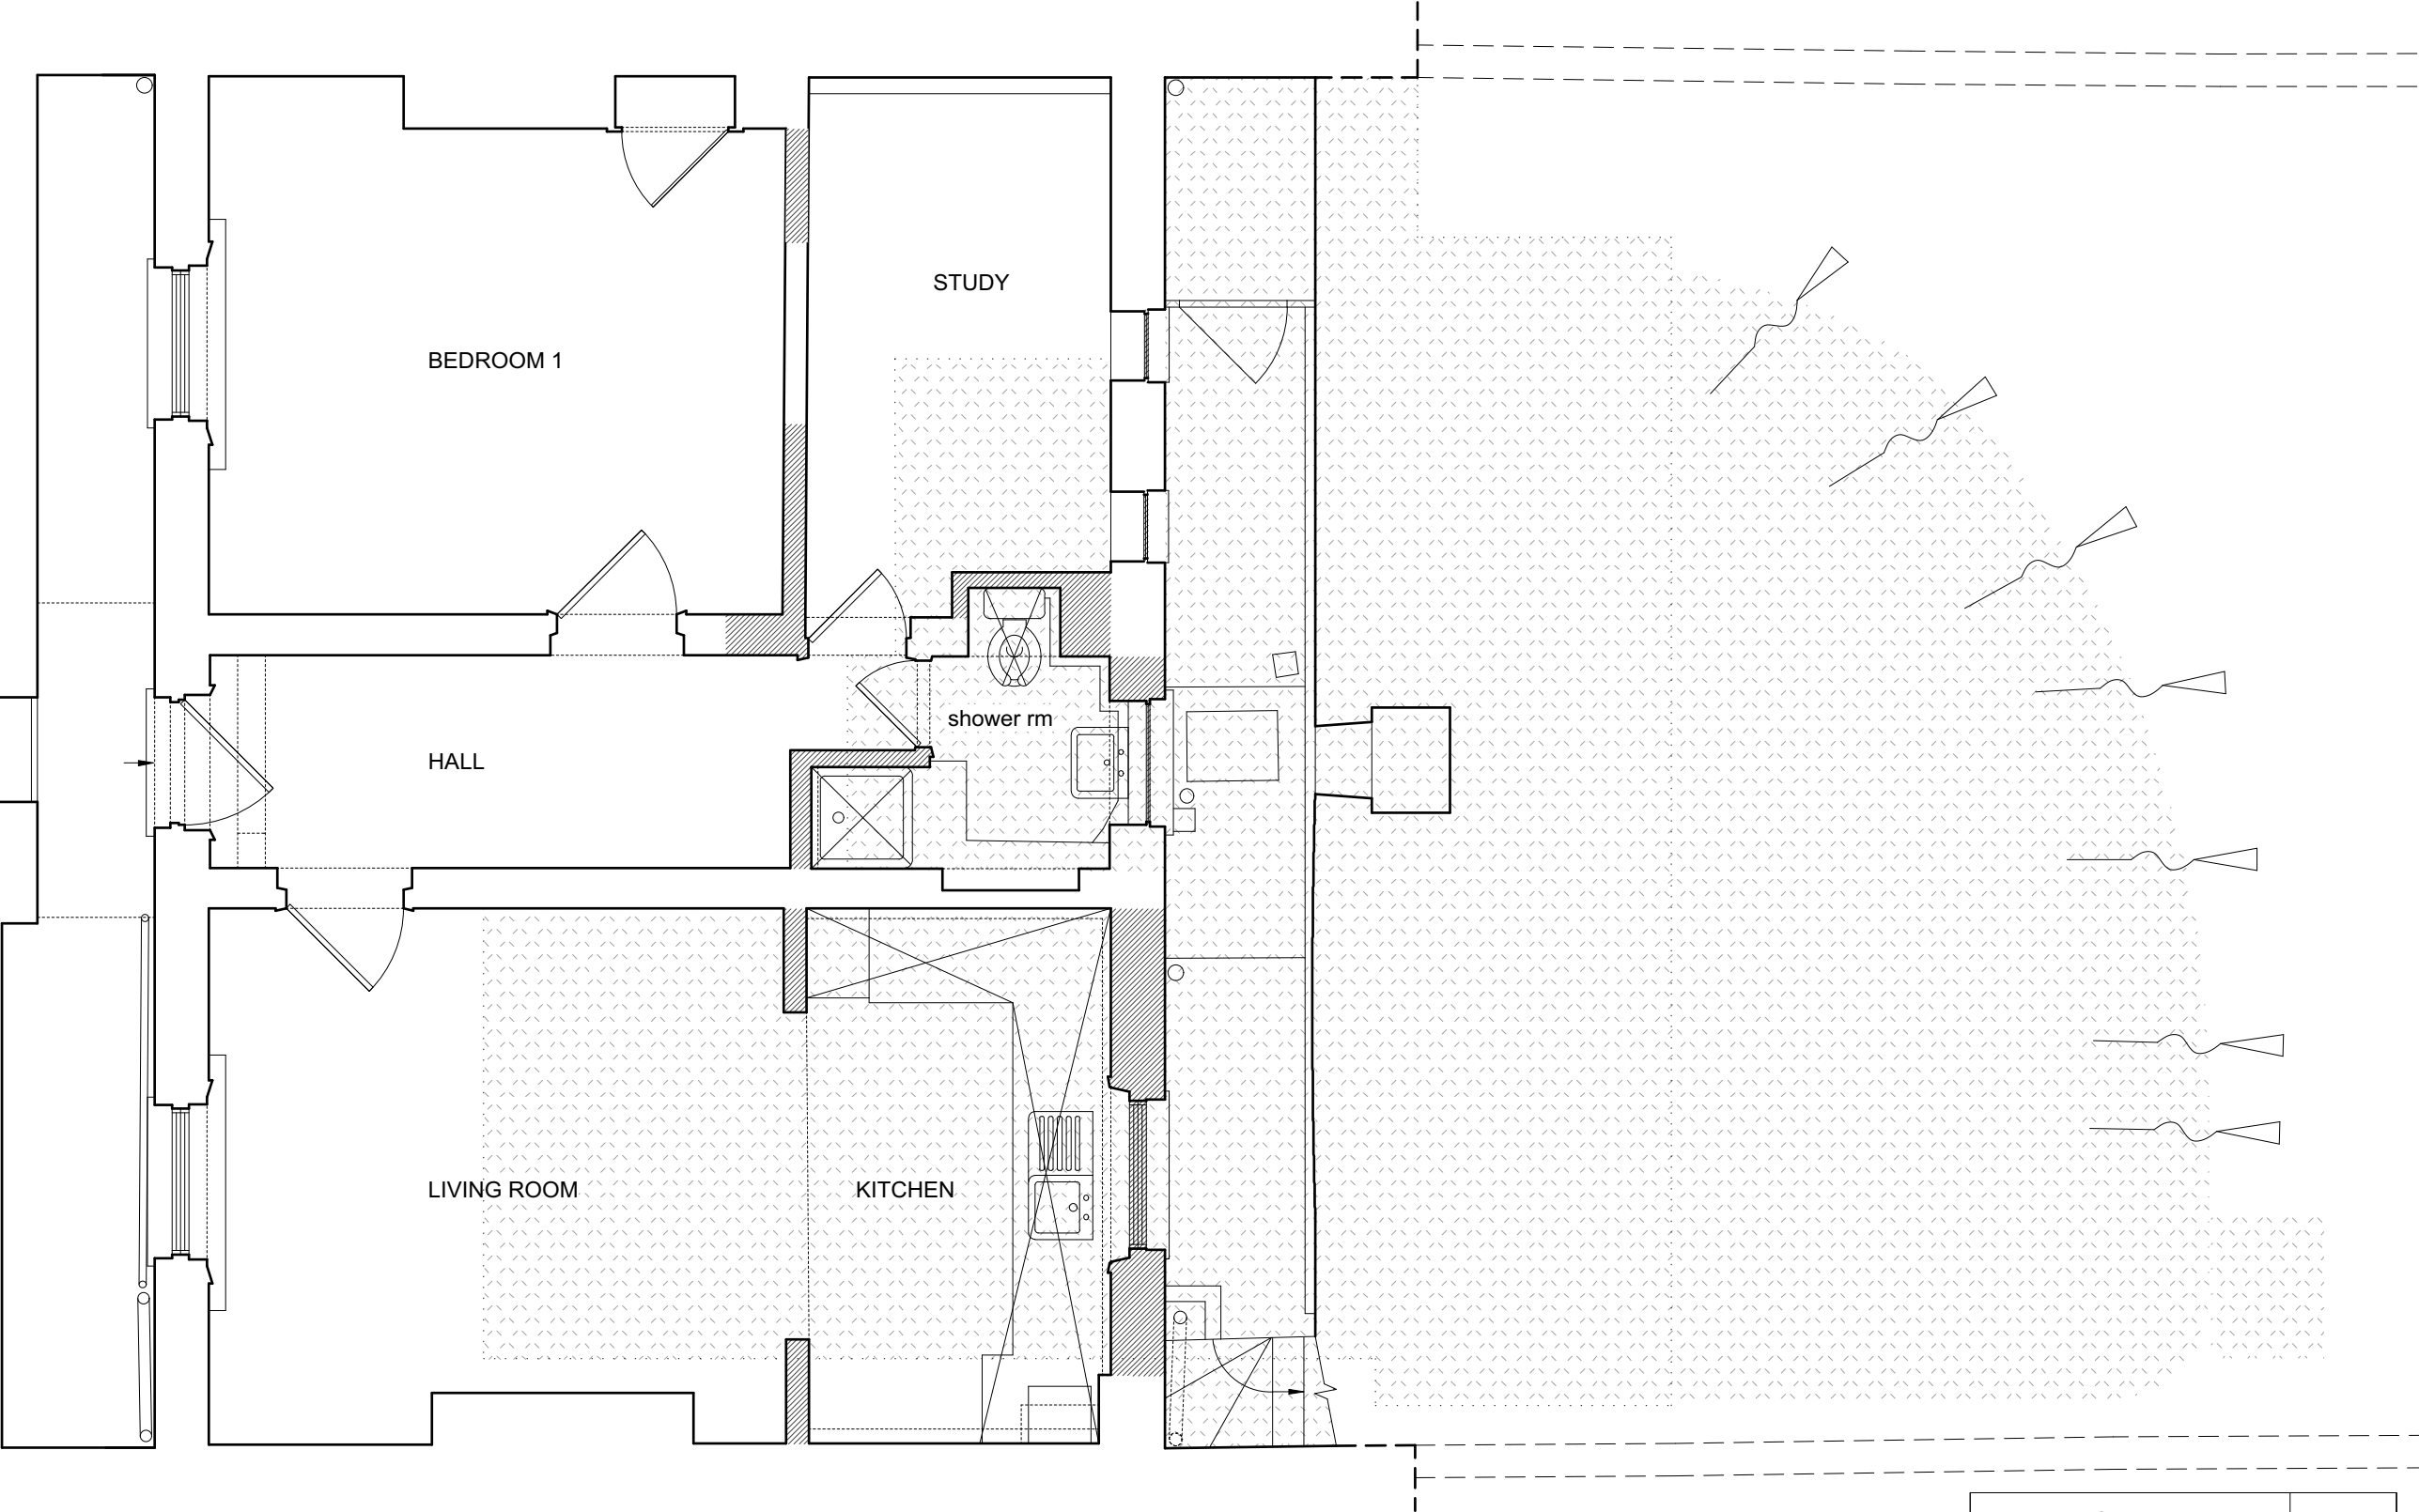 STUDY
BEDROOM 1
shower rm
HALL
LIVING ROOM
KITCHEN